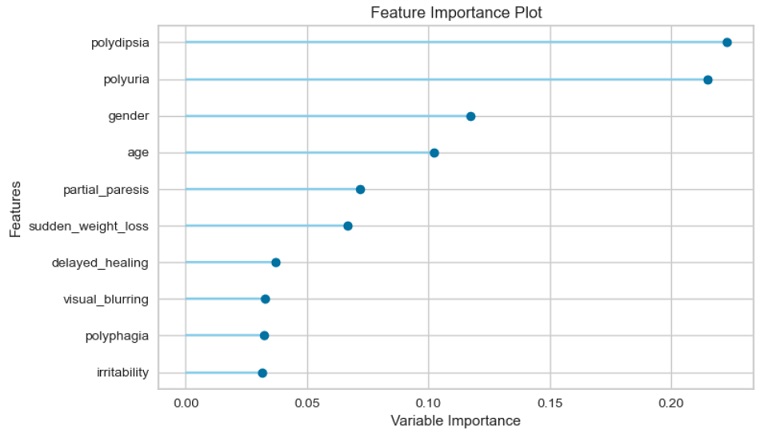 Feature Importance Plot
Features
polydipsia
polyuria
gender
age
partial_paresis
sudden_weight_loss
delayed_healing
visual_blurring
polyphagia
irritability
0.00 0.05 0.10 0.15 0.20
Variable Importance